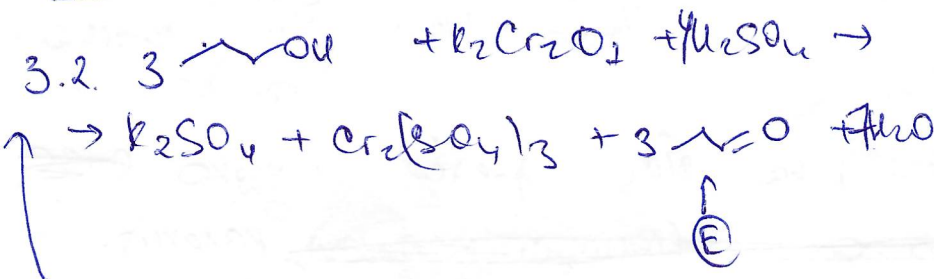 3.2. 3 OH + K2Cr2O7 + 4H2SO4 →
→ K2SO4 + Cr2(SO4)3 + 3 =O + 7H2O
E